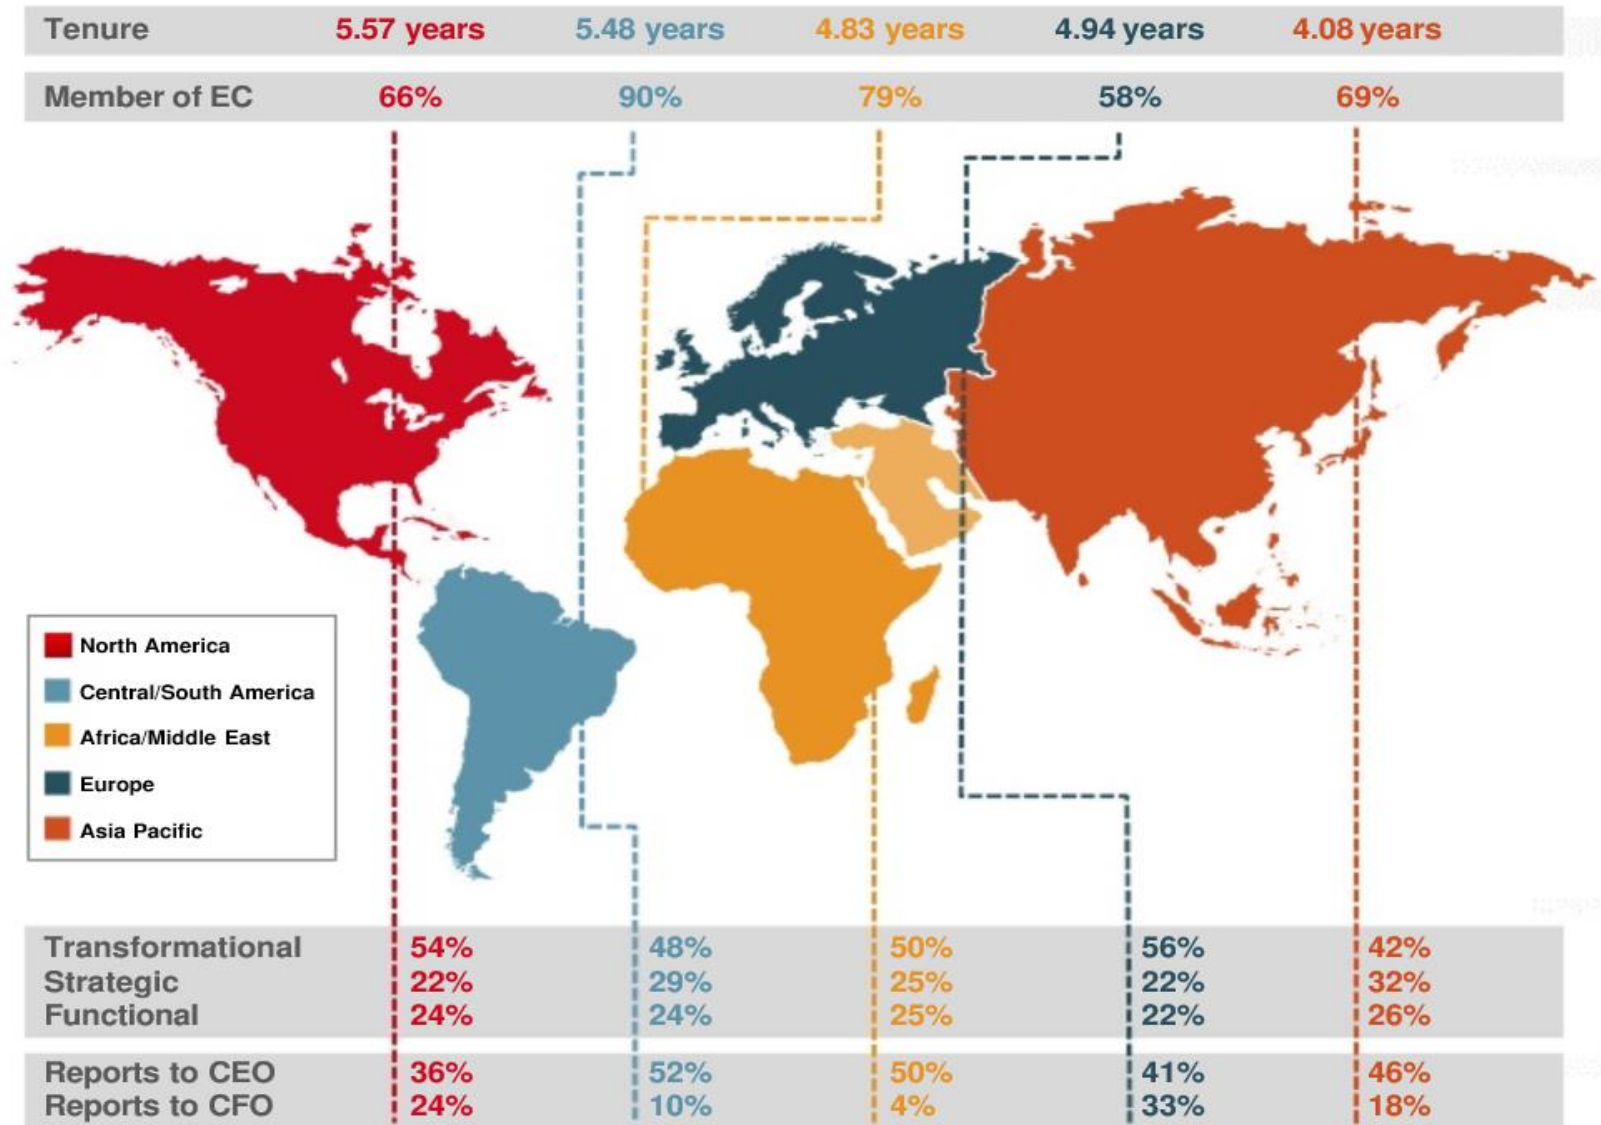 Tenure 5.57 years 5.48 years 4.83 years 4.94 years 4.08 years
Member of EC 66% 90% 79% 58% 69%
North America
Central/South America
Africa/Middle East
Europe
Asia Pacific
Transformational 54% 48% 50% 56% 42%
Strategic 22% 29% 25% 22% 32%
Functional 24% 24% 25% 22% 26%
Reports to CEO 36% 52% 50% 41% 46%
Reports to CFO 24% 10% 4% 33% 18%